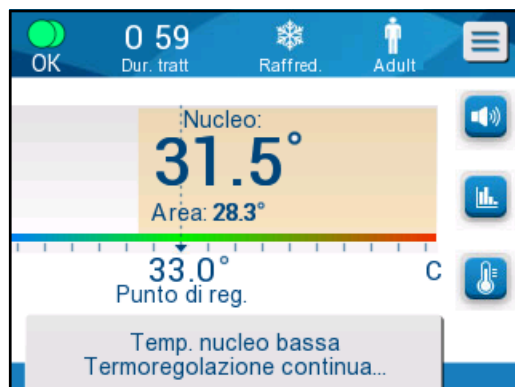 OK
0 59
Dur. tratt
Raffred.
Adult
Nucleo:
31.5°
Area: 28.3°
33.0°
C
Punto di reg.
Temp. nucleo bassa
Termoregolazione continua...